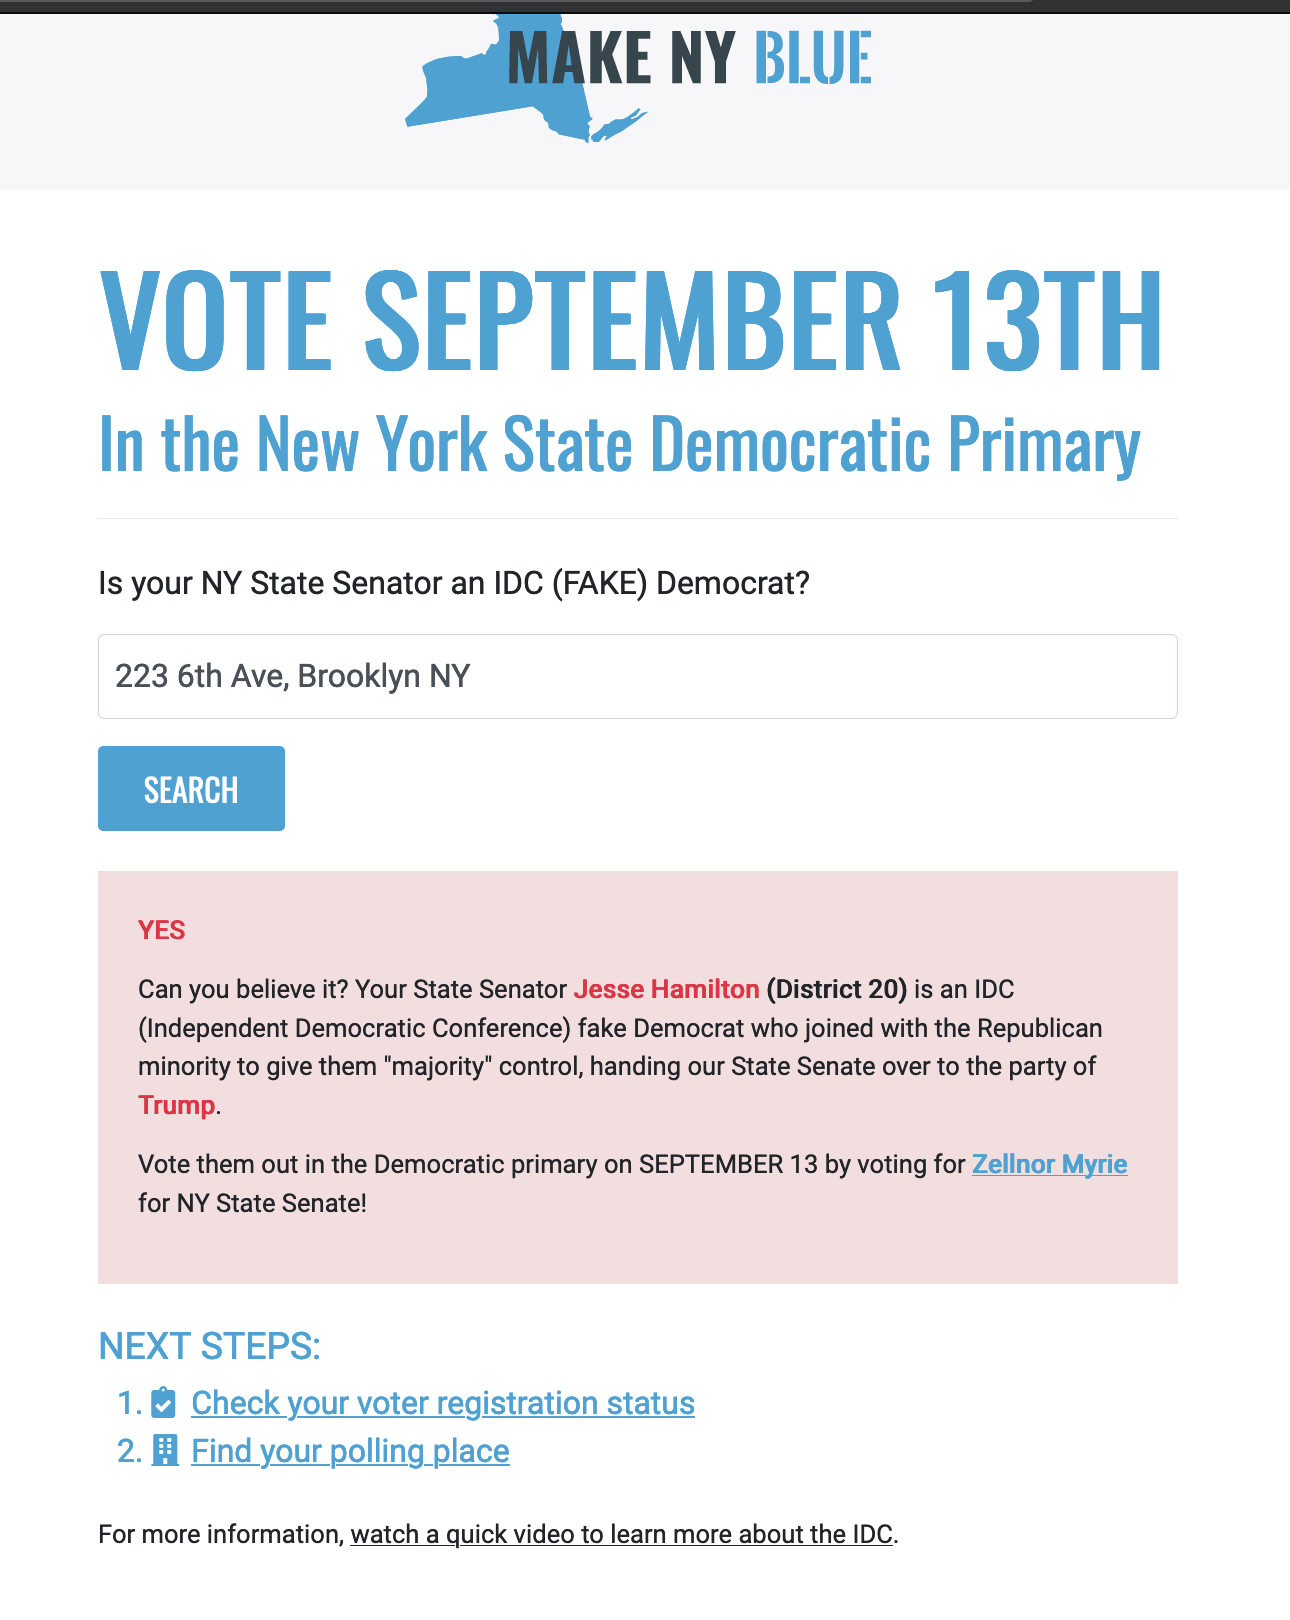 MAKE NY BLUE
VOTE SEPTEMBER 13TH
In the New York State Democratic Primary
Is your NY State Senator an IDC (FAKE) Democrat?
223 6th Ave, Brooklyn NY
SEARCH
YES
Can you believe it? Your State Senator Jesse Hamilton (District 20) is an IDC
(Independent Democratic Conference) fake Democrat who joined with the Republican
minority to give them "majority" control, handing our State Senate over to the party of
Trump.
Vote them out in the Democratic primary on SEPTEMBER 13 by voting for Zellnor Myrie
for NY State Senate!
NEXT STEPS:
1. Check your voter registration status
2. Find your polling place
For more information, watch a quick video to learn more about the IDC.